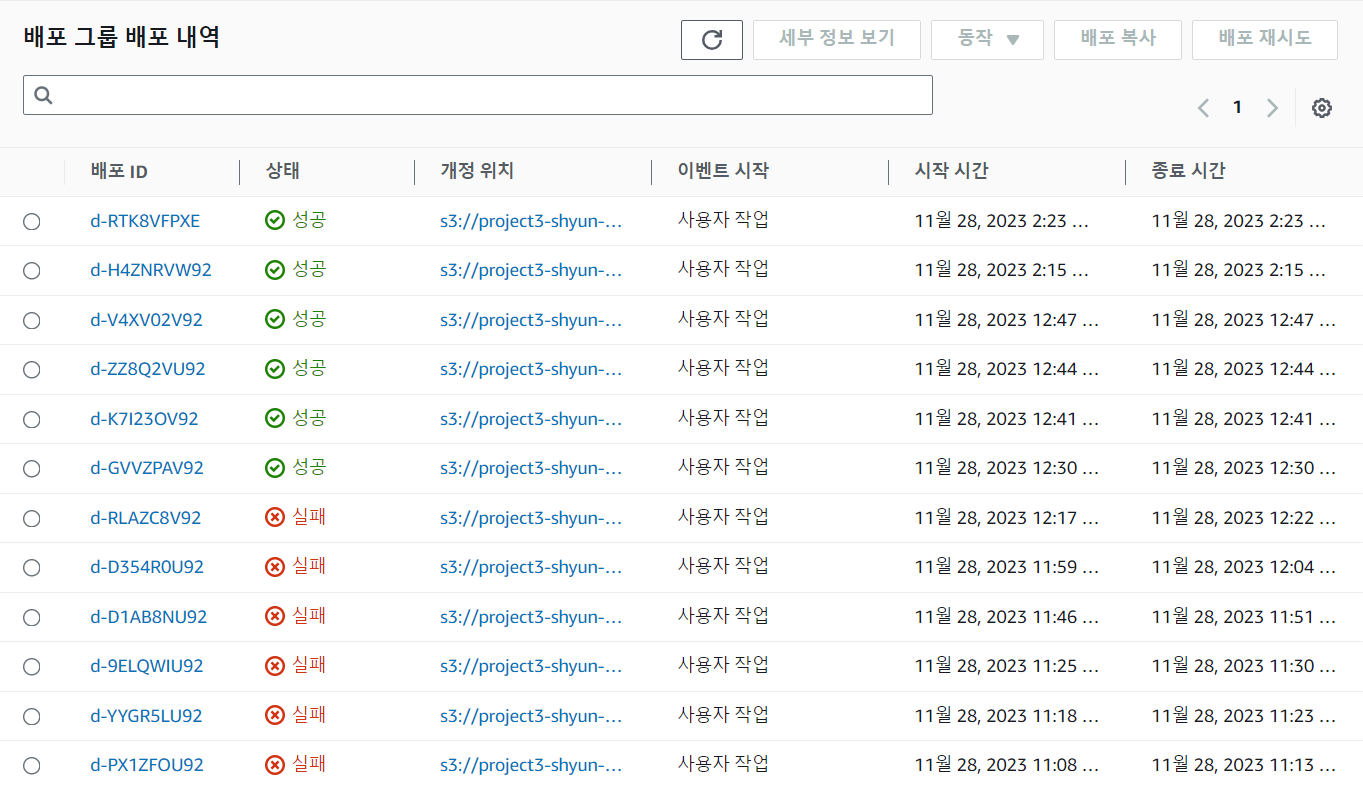 배포 그룹 배포 내역
세부 정보 보기 동작 배포 복사 배포 재시도
1
배포 ID 상태 개정 위치 이벤트 시작 시작 시간 종료 시간
d-RTK8VFPXE 성공 s3://project3-shyun-... 사용자 작업 11월 28, 2023 2:23 ... 11월 28, 2023 2:23 ...
d-H4ZNRVW92 성공 s3://project3-shyun-... 사용자 작업 11월 28, 2023 2:15 ... 11월 28, 2023 2:15 ...
d-V4XV02V92 성공 s3://project3-shyun-... 사용자 작업 11월 28, 2023 12:47 ... 11월 28, 2023 12:47 ...
d-ZZ8Q2VU92 성공 s3://project3-shyun-... 사용자 작업 11월 28, 2023 12:44 ... 11월 28, 2023 12:44 ...
d-K7I23OV92 성공 s3://project3-shyun-... 사용자 작업 11월 28, 2023 12:41 ... 11월 28, 2023 12:41 ...
d-GVVZPAV92 성공 s3://project3-shyun-... 사용자 작업 11월 28, 2023 12:30 ... 11월 28, 2023 12:30 ...
d-RLAZC8V92 실패 s3://project3-shyun-... 사용자 작업 11월 28, 2023 12:17 ... 11월 28, 2023 12:22 ...
d-D354R0U92 실패 s3://project3-shyun-... 사용자 작업 11월 28, 2023 11:59 ... 11월 28, 2023 12:04 ...
d-D1AB8NU92 실패 s3://project3-shyun-... 사용자 작업 11월 28, 2023 11:46 ... 11월 28, 2023 11:51 ...
d-9ELQWIU92 실패 s3://project3-shyun-... 사용자 작업 11월 28, 2023 11:25 ... 11월 28, 2023 11:30 ...
d-YYGR5LU92 실패 s3://project3-shyun-... 사용자 작업 11월 28, 2023 11:18 ... 11월 28, 2023 11:23 ...
d-PX1ZFOU92 실패 s3://project3-shyun-... 사용자 작업 11월 28, 2023 11:08 ... 11월 28, 2023 11:13 ...